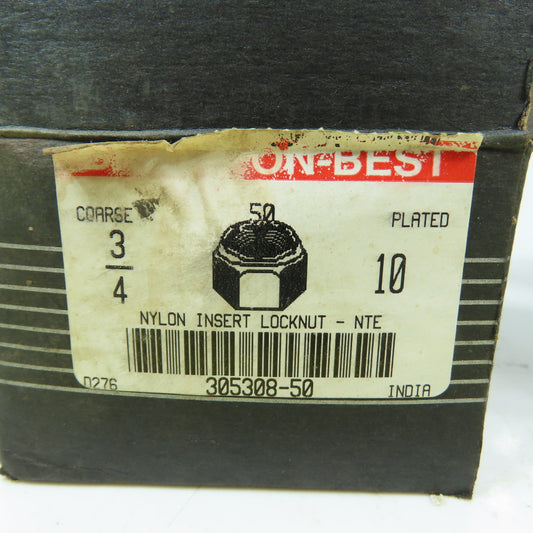 ON-BEST
COARSE 50 PLATED
3/4 10
NYLON INSERT LOCKNUT - NTE
D276 305308-50 INDIA